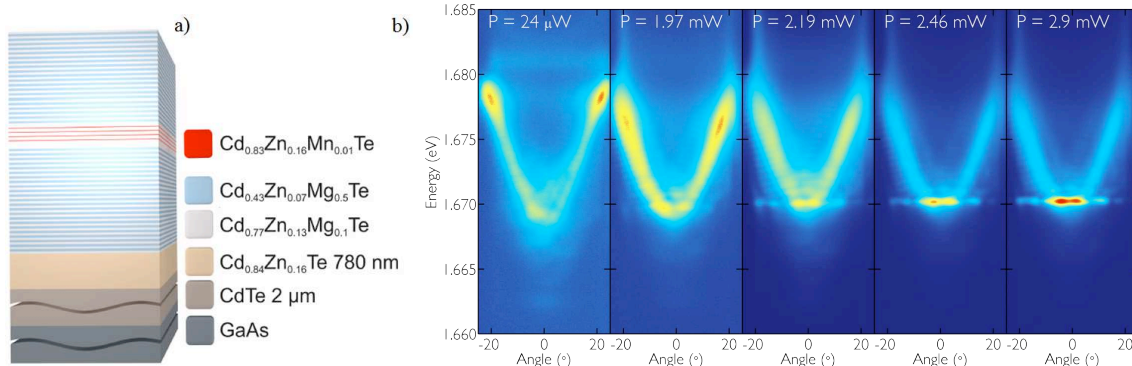 a)
Cd0.83Zn0.16Mn0.01Te
Cd0.43Zn0.07Mg0.5Te
Cd0.77Zn0.13Mg0.1Te
Cd0.84Zn0.16Te 780 nm
CdTe 2 µm
GaAs
b)
P = 24 µW P = 1.97 mW P = 2.19 mW P = 2.46 mW P = 2.9 mW
Energy (eV)
1.685
1.680
1.675
1.670
1.665
1.660
-20 0 20 -20 0 20 -20 0 20 -20 0 20 -20 0 20
Angle (°) Angle (°) Angle (°) Angle (°) Angle (°)